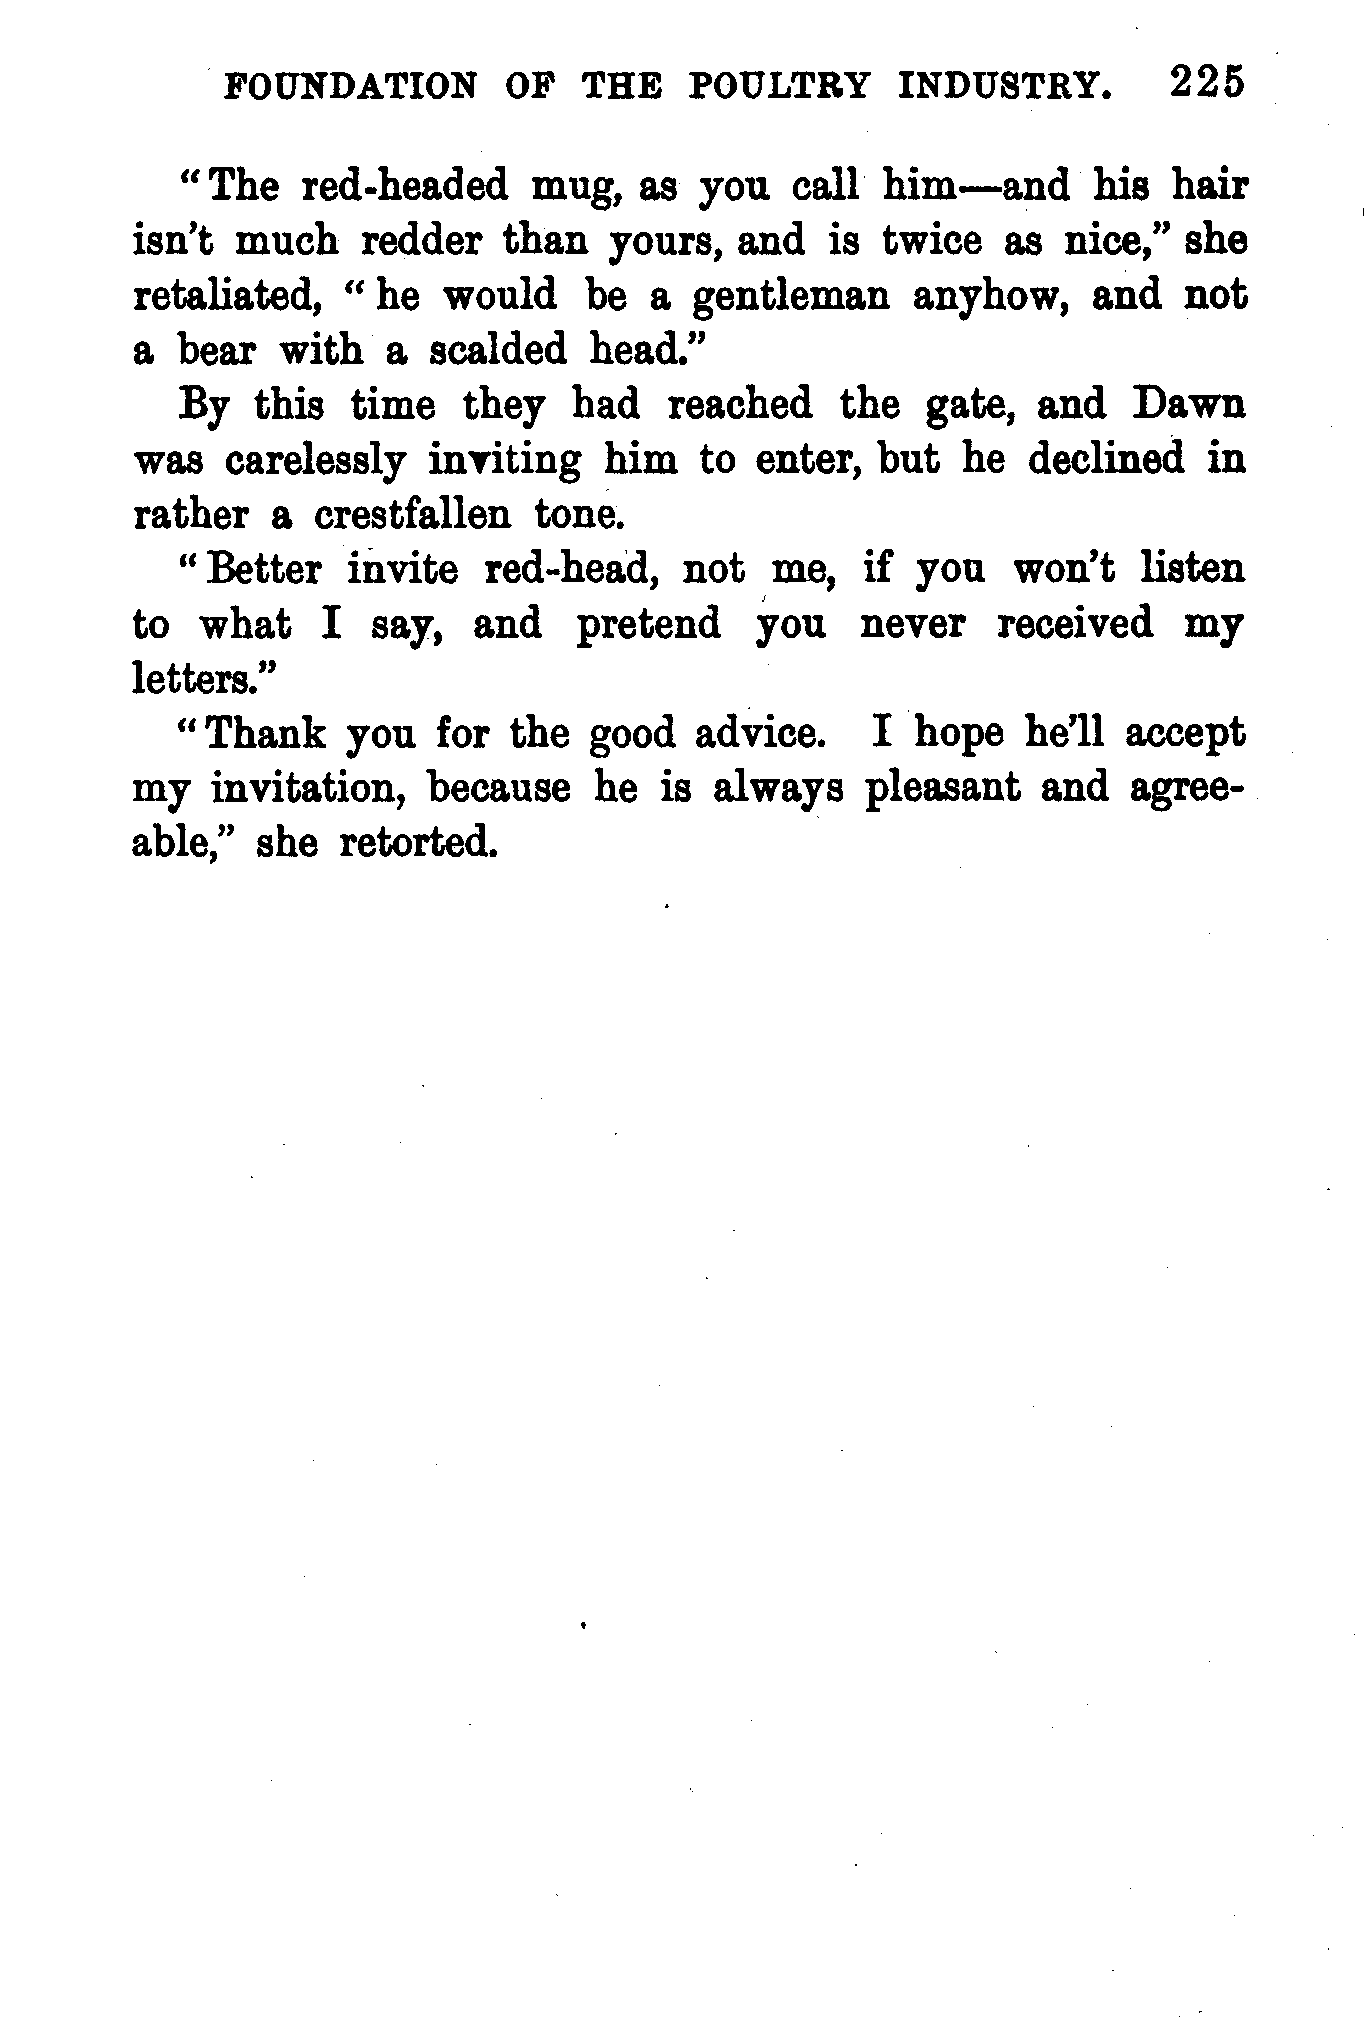 FOUNDATION OF THE POULTRY INDUSTRY. 225
"The red-headed mug, as you call him—and his hair
isn't much redder than yours, and is twice as nice," she
retaliated, "he would be a gentleman anyhow, and not
a bear with a scalded head."
By this time they had reached the gate, and Dawn
was carelessly inviting him to enter, but he declined in
rather a crestfallen tone.
"Better invite red-head, not me, if you won't listen
to what I say, and pretend you never received my
letters."
"Thank you for the good advice. I hope he'll accept
my invitation, because he is always pleasant and agree-
able," she retorted.